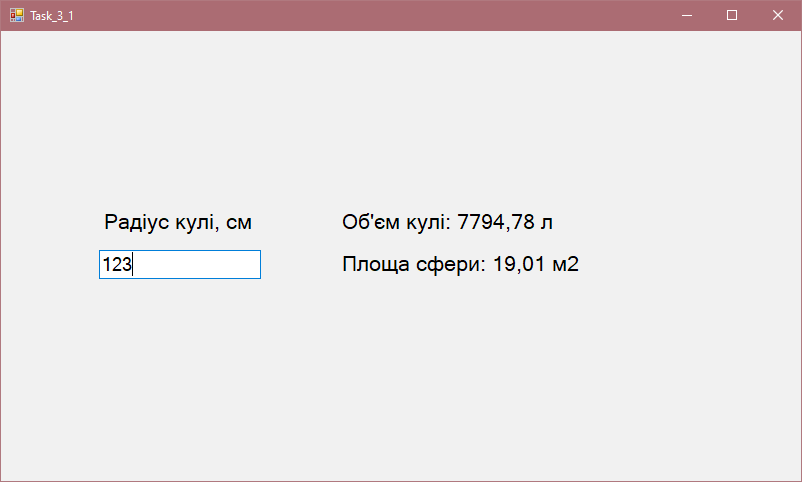 Task_3_1
Радіус кулі, см
123
Об'єм кулі: 7794,78 л
Площа сфери: 19,01 м2